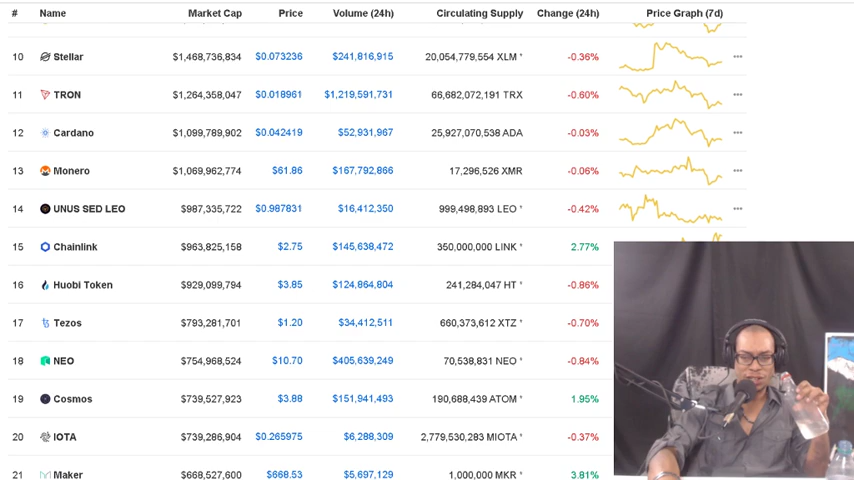 # Name Market Cap Price Volume (24h) Circulating Supply Change (24h) Price Graph (7d)
10 Stellar $1,468,736,834 $0.073236 $241,816,915 20,054,779,554 XLM * -0.36%
11 TRON $1,264,358,047 $0.018961 $1,219,591,731 66,682,072,191 TRX -0.60%
12 Cardano $1,099,789,902 $0.042419 $52,931,967 25,927,070,538 ADA -0.03%
13 Monero $1,069,962,774 $61.86 $167,792,866 17,296,526 XMR -0.06%
14 UNUS SED LEO $987,335,722 $0.987831 $16,412,350 999,498,893 LEO * -0.42%
15 Chainlink $963,825,158 $2.75 $145,638,472 350,000,000 LINK * 2.77%
16 Huobi Token $929,099,794 $3.85 $124,864,804 241,284,047 HT * -0.86%
17 Tezos $793,281,701 $1.20 $34,412,511 660,373,612 XTZ * -0.70%
18 NEO $754,968,524 $10.70 $405,639,249 70,538,831 NEO * -0.84%
19 Cosmos $739,527,923 $3.88 $151,941,493 190,688,439 ATOM * 1.95%
20 IOTA $739,286,904 $0.265975 $6,288,309 2,779,530,283 MIOTA * -0.37%
21 Maker $668,527,600 $668.53 $5,697,129 1,000,000 MKR * 3.81%